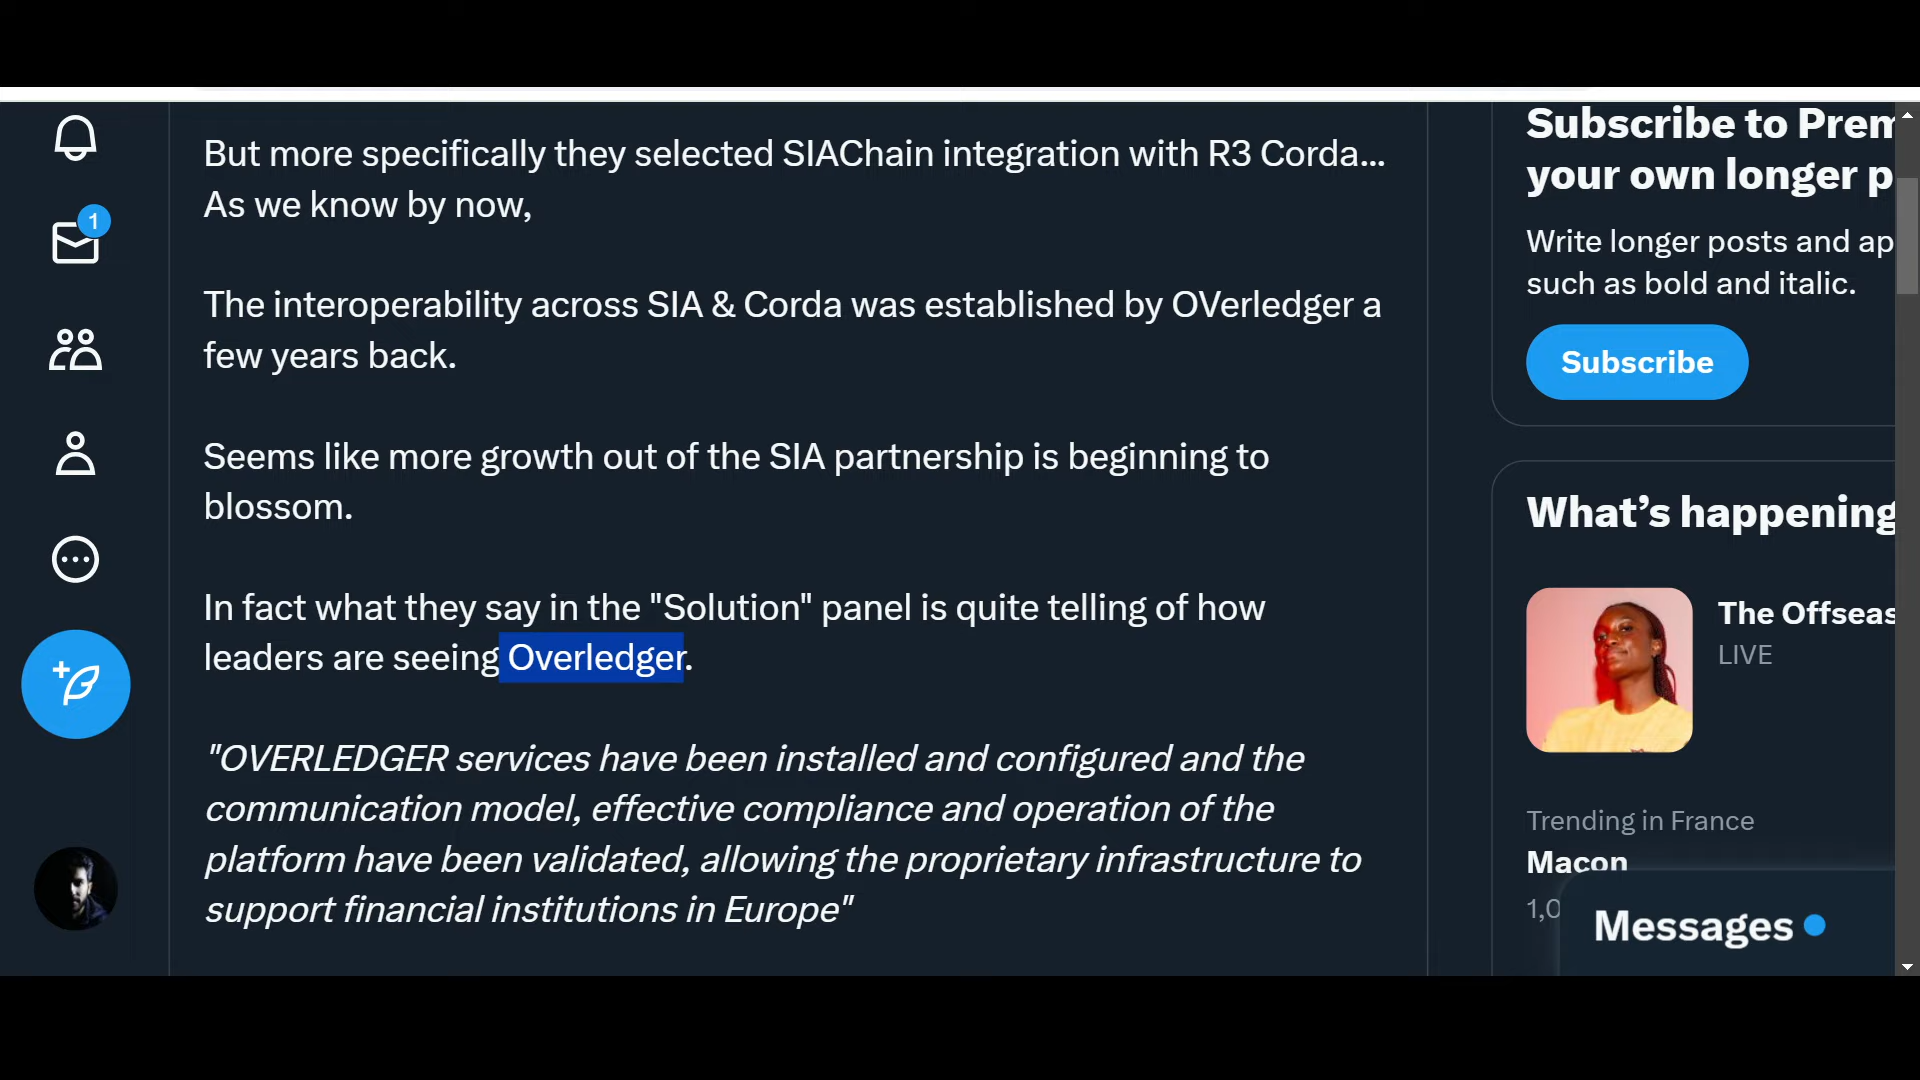 But more specifically they selected SIAChain integration with R3 Corda...
As we know by now,
The interoperability across SIA & Corda was established by OVerledger a
few years back.
Seems like more growth out of the SIA partnership is beginning to
blossom.
In fact what they say in the "Solution" panel is quite telling of how
leaders are seeing Overledger.
"OVERLEDGER services have been installed and configured and the
communication model, effective compliance and operation of the
platform have been validated, allowing the proprietary infrastructure to
support financial institutions in Europe"
1
Subscribe to Prem
your own longer p
Write longer posts and ap
such as bold and italic.
Subscribe
What's happening
The Offseas
LIVE
Trending in France
Macon
1,0
Messages